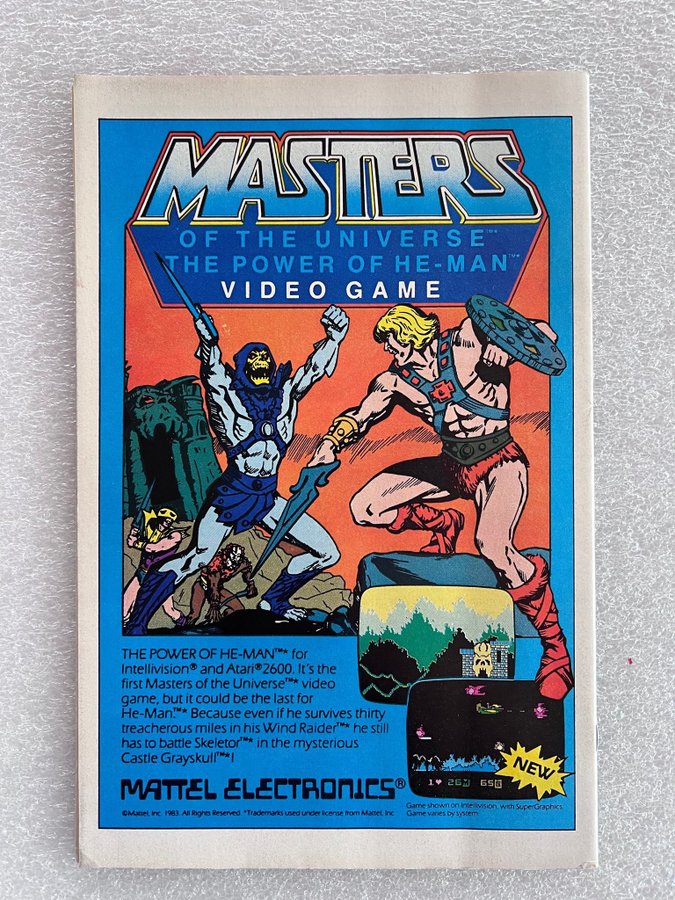 MASTERS
OF THE UNIVERSE™*
THE POWER OF HE-MAN™*
VIDEO GAME
THE POWER OF HE-MAN™* for
Intellivision® and Atari® 2600. It's the
first Masters of the Universe™* video
game, but it could be the last for
He-Man.™* Because even if he survives thirty
treacherous miles in his Wind Raider™* he still
has to battle Skeletor™* in the mysterious
Castle Grayskull™*!
MATTEL ELECTRONICS®
©Mattel, Inc. 1983. All Rights Reserved. *Trademarks used under license from Mattel, Inc.
1 26M 650
NEW
Game shown on Intellivision, with SuperGraphics.
Game varies by system.